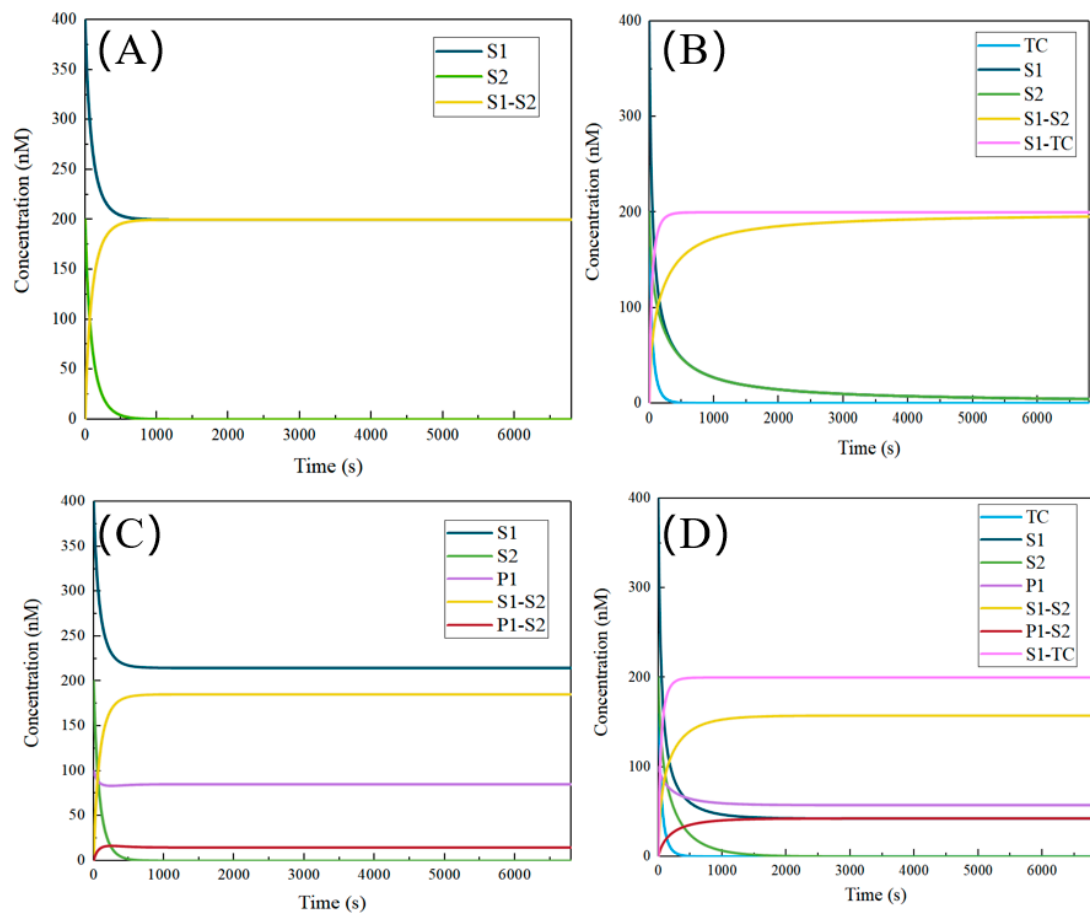 (A)
S1
S2
S1-S2
Concentration (nM)
400
350
300
250
200
150
100
50
0
0 1000 2000 3000 4000 5000 6000
Time (s)
(B)
TC
S1
S2
S1-S2
S1-TC
Concentration (nM)
400
300
200
100
0
0 1000 2000 3000 4000 5000 6000
Time (s)
(C)
S1
S2
P1
S1-S2
P1-S2
Concentration (nM)
400
350
300
250
200
150
100
50
0
0 1000 2000 3000 4000 5000 6000
Time (s)
(D)
TC
S1
S2
P1
S1-S2
P1-S2
S1-TC
Concentration (nM)
400
300
200
100
0
0 1000 2000 3000 4000 5000 6000
Time (s)